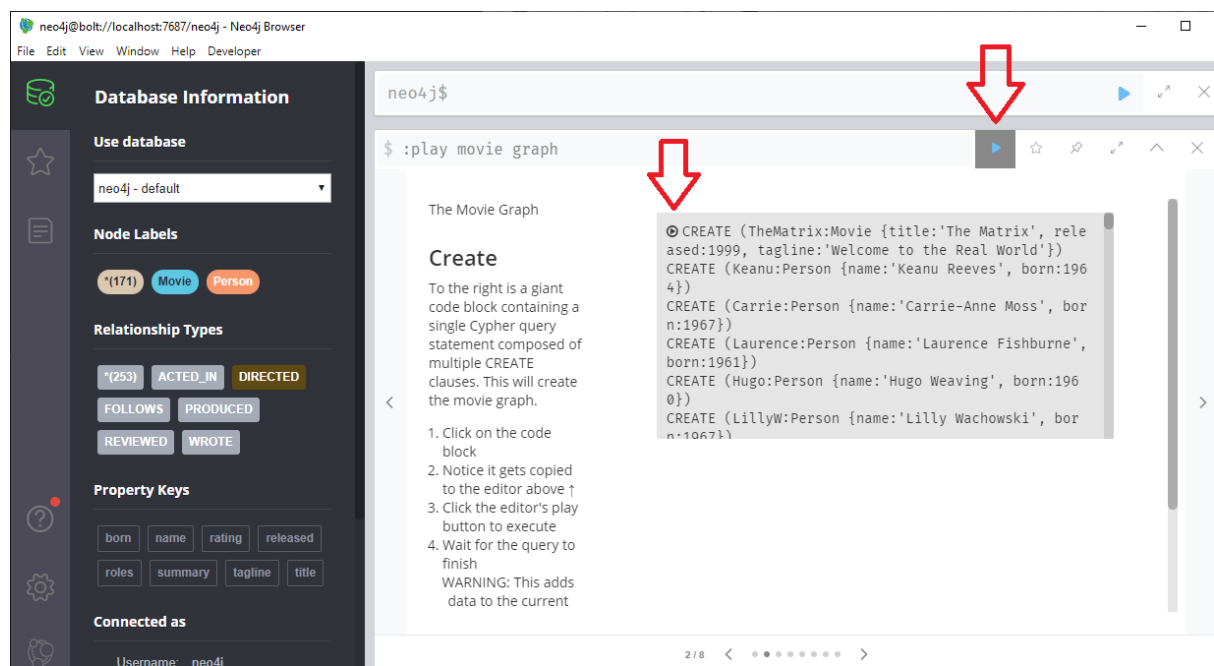 neo4j@bolt://localhost:7687/neo4j - Neo4j Browser
File Edit View Window Help Developer
Database Information
Use database
neo4j - default
Node Labels
*(171) Movie Person
Relationship Types
*(253) ACTED_IN DIRECTED
FOLLOWS PRODUCED
REVIEWED WROTE
Property Keys
born name rating released
roles summary tagline title
Connected as
Username: neo4j
neo4j$
$ :play movie graph
The Movie Graph
Create
To the right is a giant
code block containing a
single Cypher query
statement composed of
multiple CREATE
clauses. This will create
the movie graph.
1. Click on the code
block
2. Notice it gets copied
to the editor above ↑
3. Click the editor's play
button to execute
4. Wait for the query to
finish
WARNING: This adds
data to the current
CREATE (TheMatrix:Movie {title:'The Matrix', rele
ased:1999, tagline:'Welcome to the Real World'})
CREATE (Keanu:Person {name:'Keanu Reeves', born:196
4})
CREATE (Carrie:Person {name:'Carrie-Anne Moss', bor
n:1967})
CREATE (Laurence:Person {name:'Laurence Fishburne',
born:1961})
CREATE (Hugo:Person {name:'Hugo Weaving', born:196
0})
CREATE (LillyW:Person {name:'Lilly Wachowski', bor
n:1967})
2/8